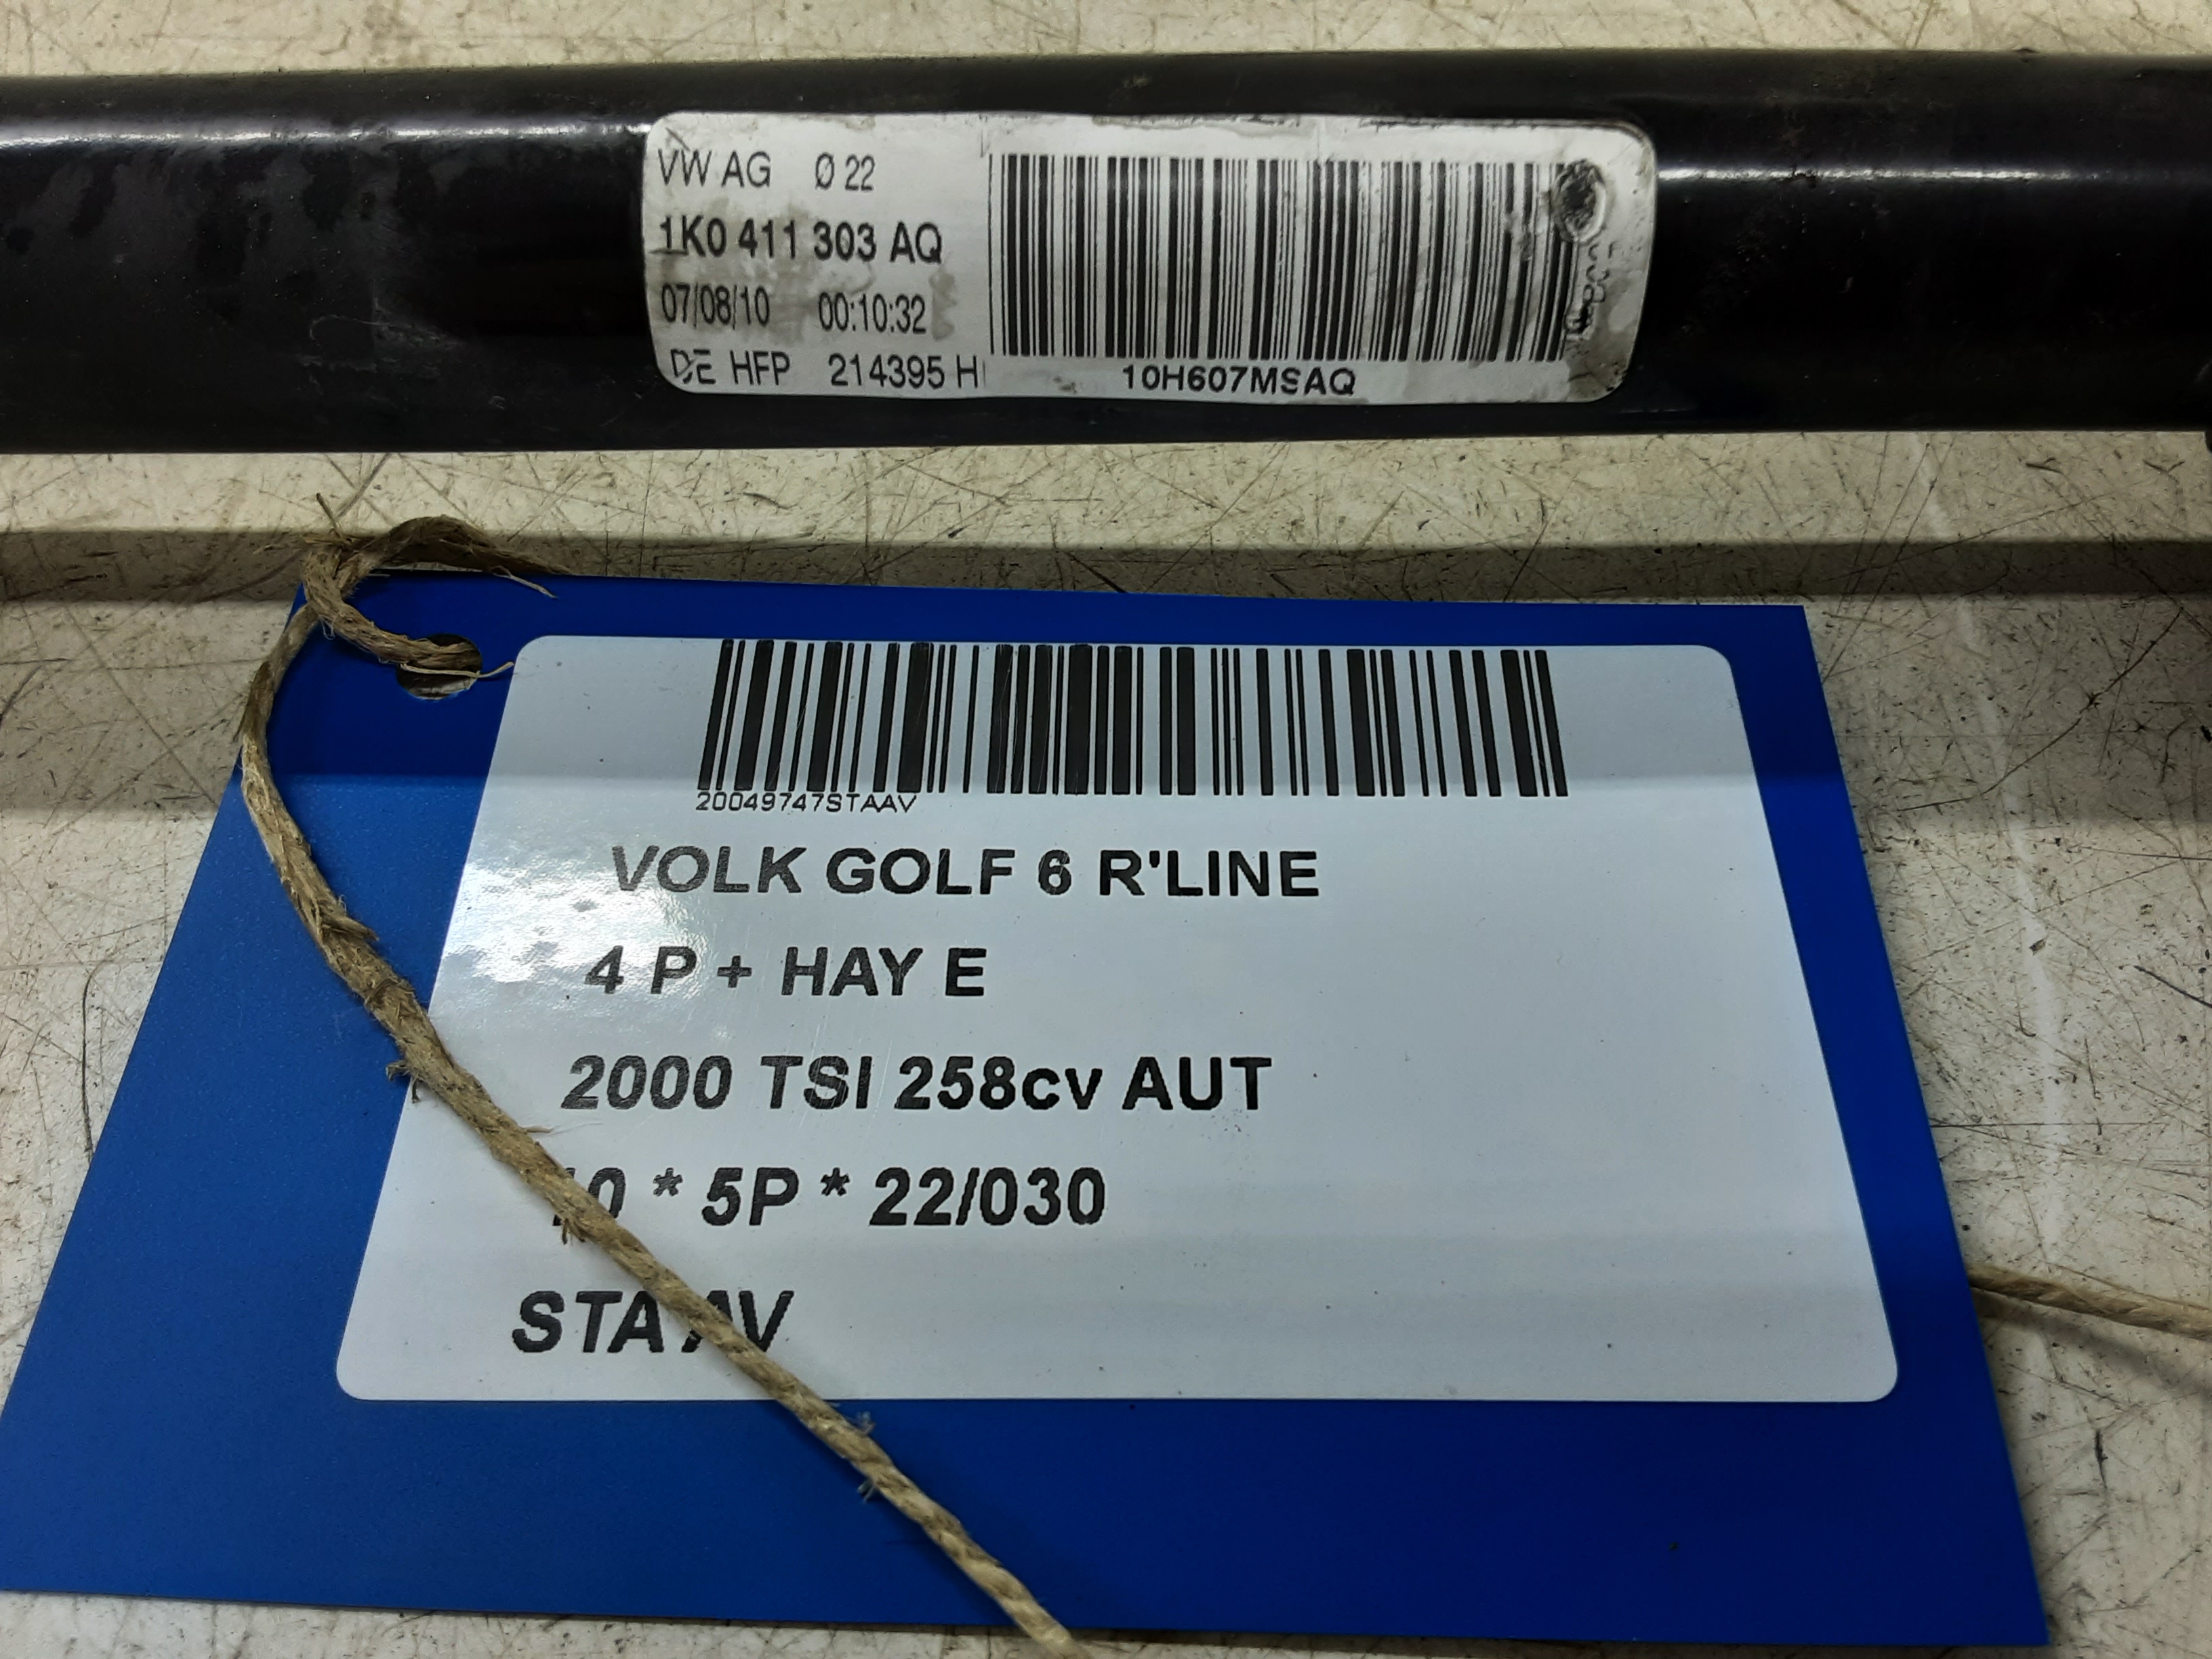 VW AG Ø 22
1K0 411 303 AQ
07/08/10 00:10:32
DE HFP 214395 H
10H607MSAQ
20049747STAAV
VOLK GOLF 6 R'LINE
4 P + HAY E
2000 TSI 258cv AUT
10 * 5P * 22/030
STA AV